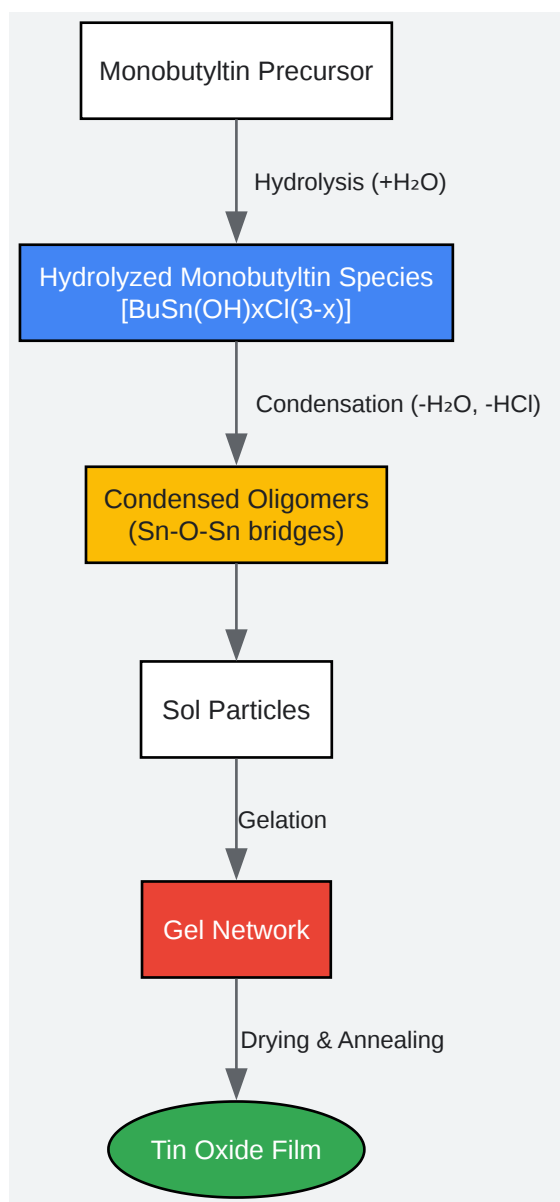 Monobutyltin Precursor
Hydrolysis (+H₂O)
Hydrolyzed Monobutyltin Species
[BuSn(OH)xCl(3-x)]
Condensation (-H₂O, -HCl)
Condensed Oligomers
(Sn-O-Sn bridges)
Sol Particles
Gelation
Gel Network
Drying & Annealing
Tin Oxide Film